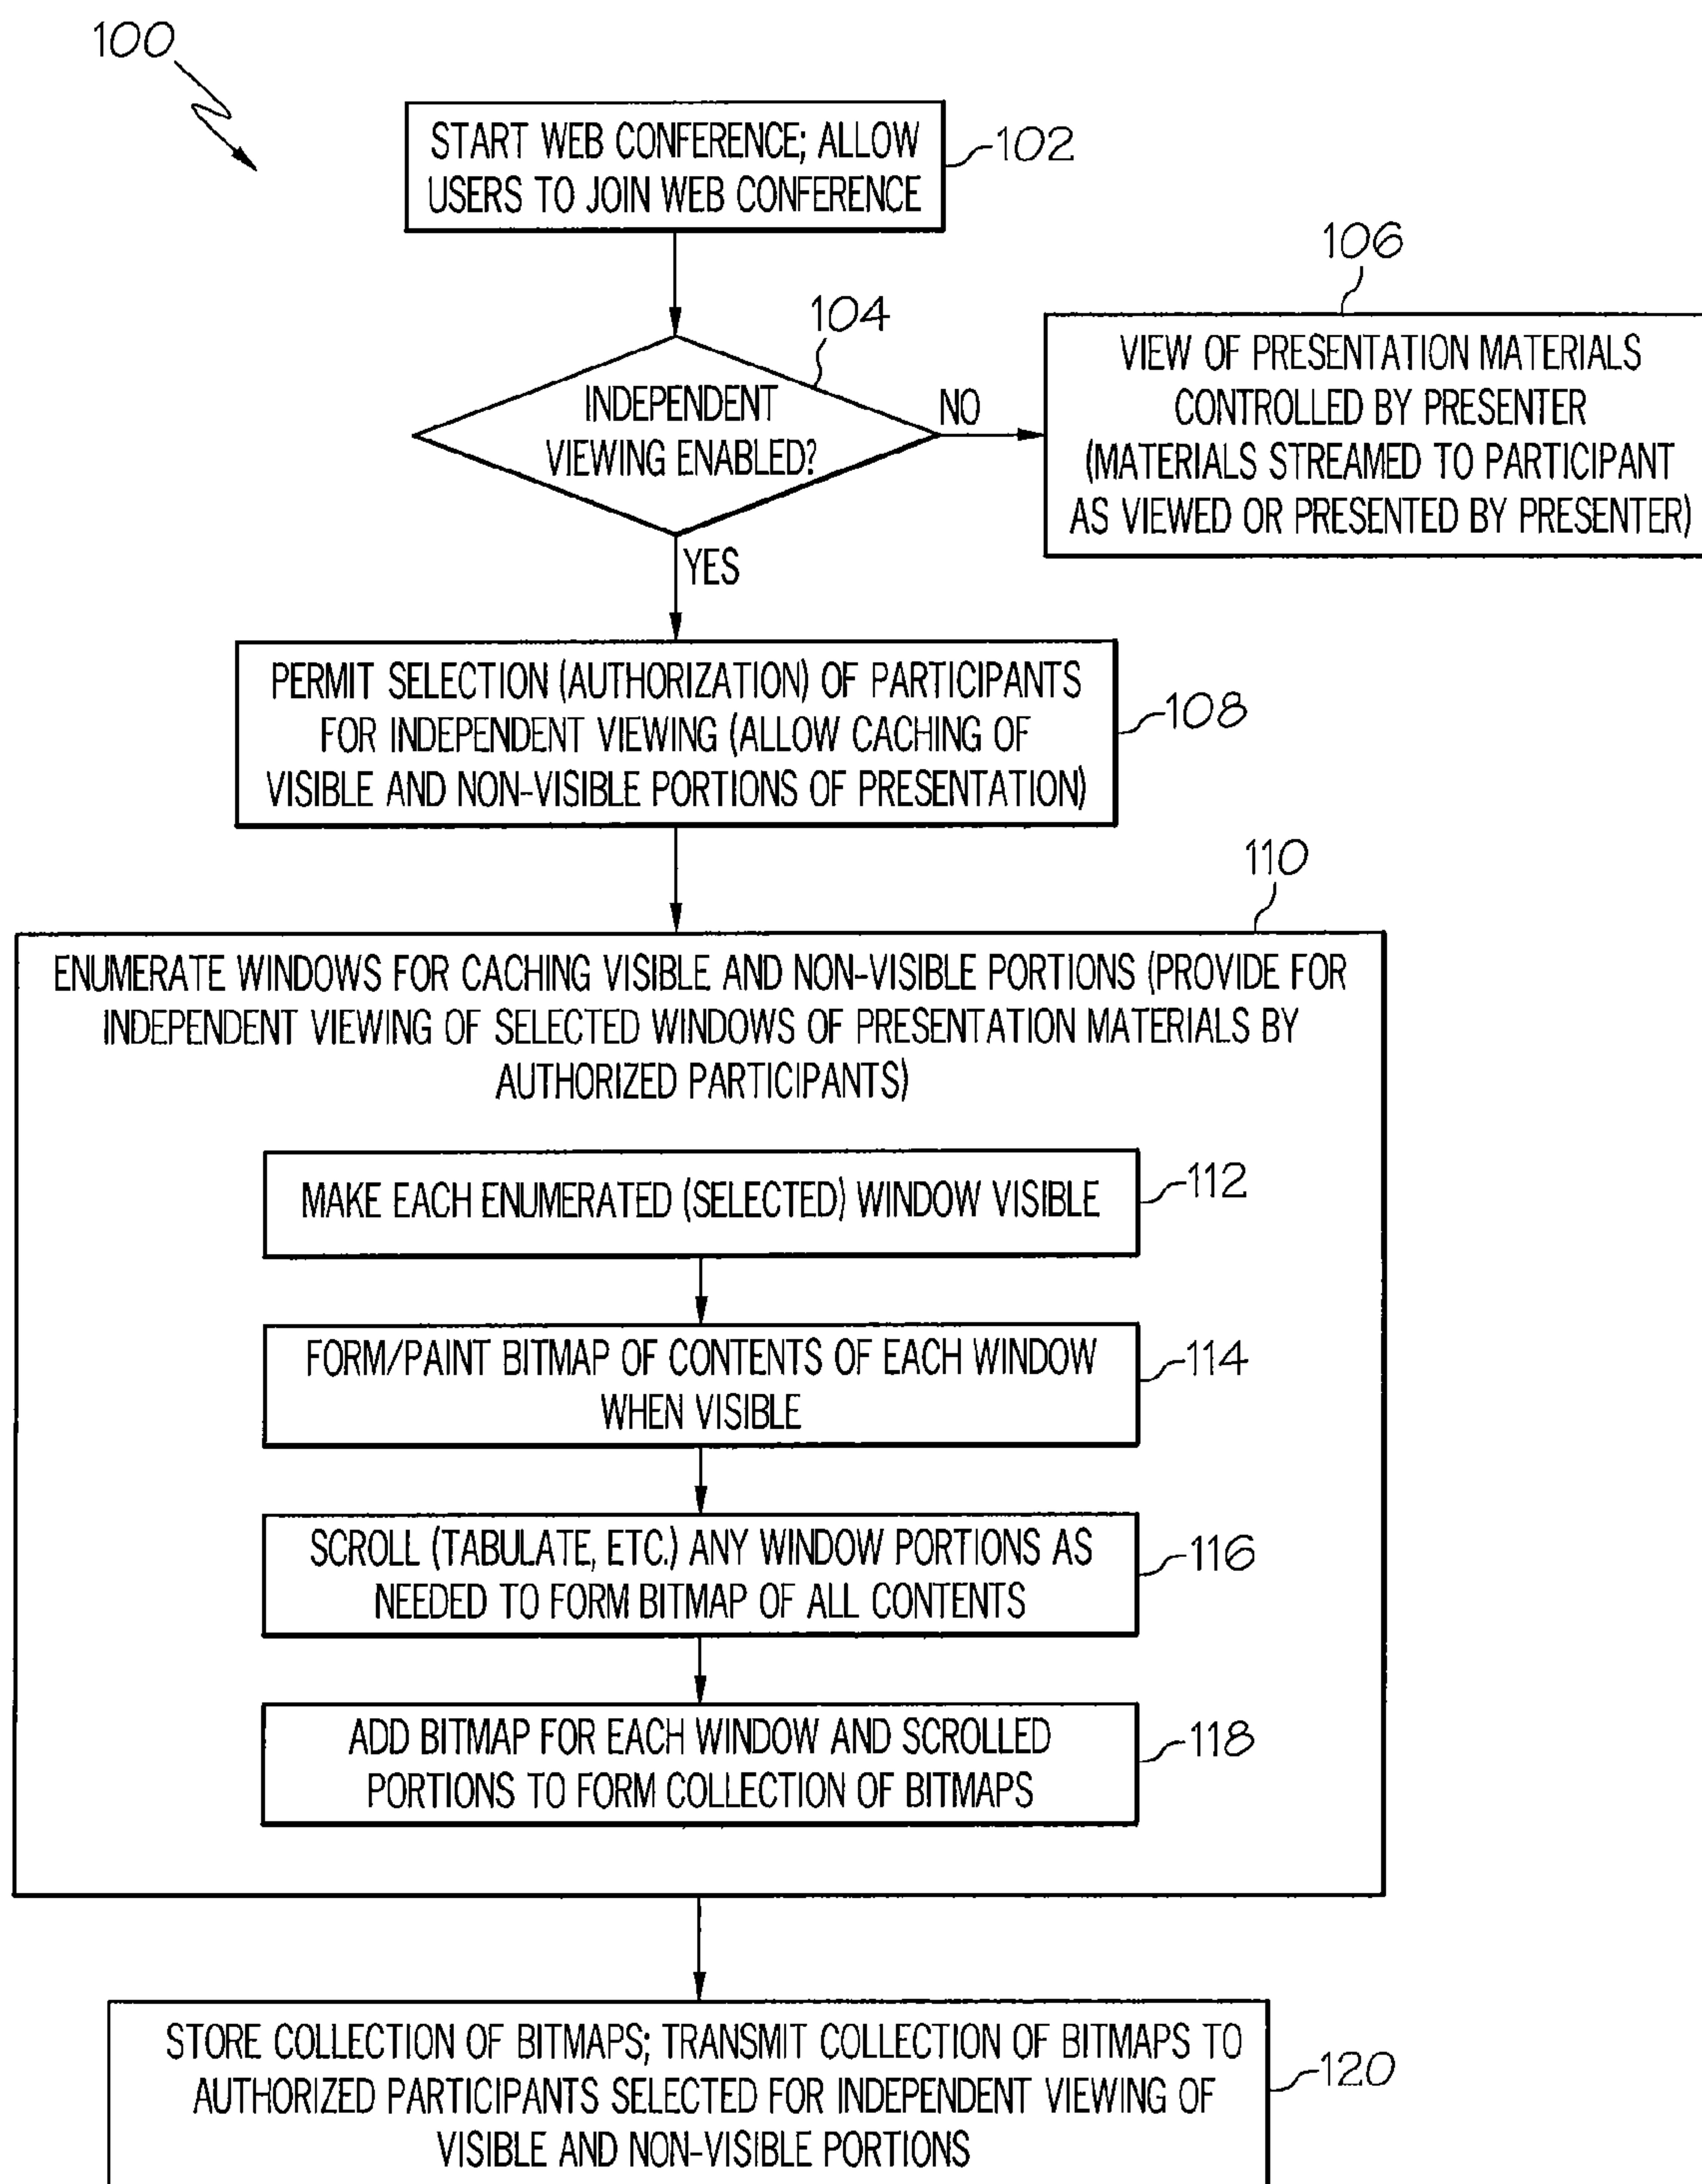 100
START WEB CONFERENCE; ALLOW
USERS TO JOIN WEB CONFERENCE
102
104
INDEPENDENT
VIEWING ENABLED?
NO
106
VIEW OF PRESENTATION MATERIALS
CONTROLLED BY PRESENTER
(MATERIALS STREAMED TO PARTICIPANT
AS VIEWED OR PRESENTED BY PRESENTER)
YES
PERMIT SELECTION (AUTHORIZATION) OF PARTICIPANTS
FOR INDEPENDENT VIEWING (ALLOW CACHING OF
VISIBLE AND NON-VISIBLE PORTIONS OF PRESENTATION)
108
110
ENUMERATE WINDOWS FOR CACHING VISIBLE AND NON-VISIBLE PORTIONS (PROVIDE FOR
INDEPENDENT VIEWING OF SELECTED WINDOWS OF PRESENTATION MATERIALS BY
AUTHORIZED PARTICIPANTS)
MAKE EACH ENUMERATED (SELECTED) WINDOW VISIBLE
112
FORM/PAINT BITMAP OF CONTENTS OF EACH WINDOW
WHEN VISIBLE
114
SCROLL (TABULATE, ETC.) ANY WINDOW PORTIONS AS
NEEDED TO FORM BITMAP OF ALL CONTENTS
116
ADD BITMAP FOR EACH WINDOW AND SCROLLED
PORTIONS TO FORM COLLECTION OF BITMAPS
118
STORE COLLECTION OF BITMAPS; TRANSMIT COLLECTION OF BITMAPS TO
AUTHORIZED PARTICIPANTS SELECTED FOR INDEPENDENT VIEWING OF
VISIBLE AND NON-VISIBLE PORTIONS
120